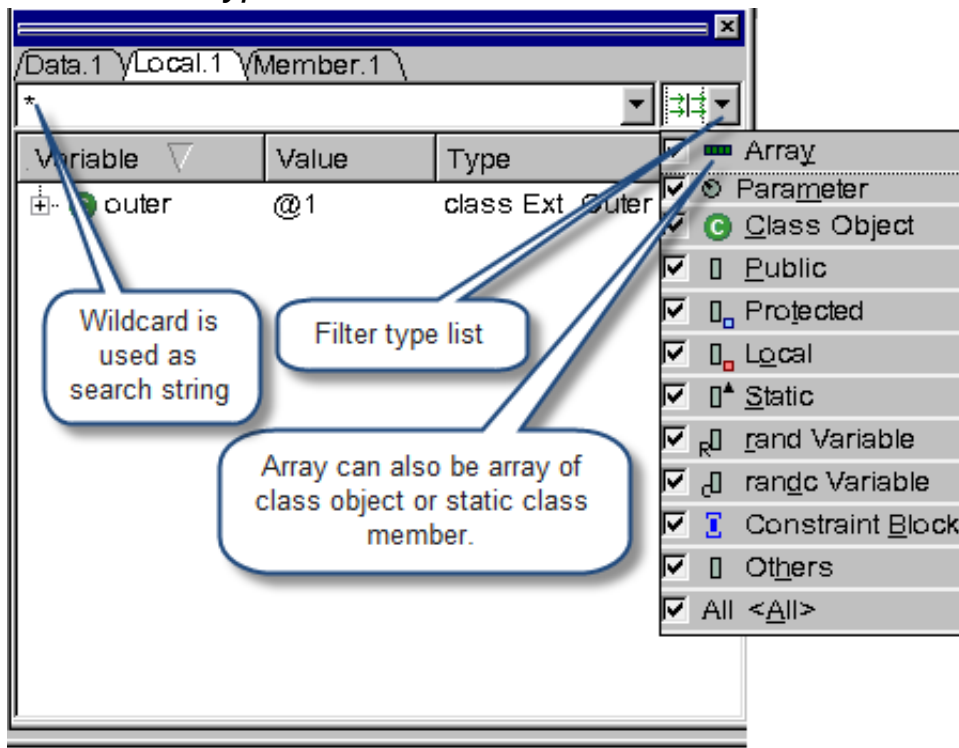 Data.1 Local.1 Member.1
*
Variable Value Type
outer @1 class Ext Outer
Array
Parameter
Class Object
Public
Protected
Local
Static
R rand Variable
c randc Variable
Constraint Block
Others
All <All>
Wildcard is
used as
search string
Filter type list
Array can also be array of
class object or static class
member.